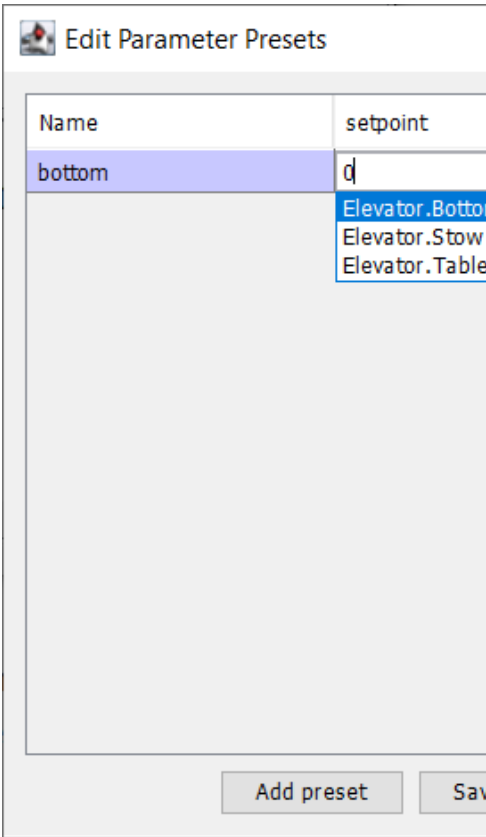 Edit Parameter Presets
Name setpoint
bottom 0
Elevator.Botto
Elevator.Stow
Elevator.Table
Add preset Sav